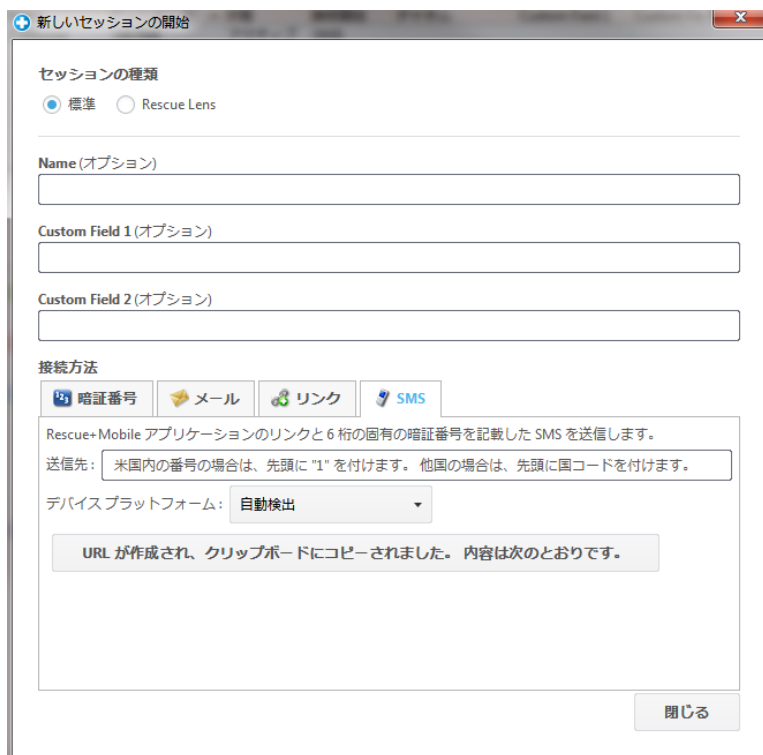 新しいセッションの開始
セッションの種類
標準 Rescue Lens
Name (オプション)
Custom Field 1 (オプション)
Custom Field 2 (オプション)
接続方法
暗証番号 メール リンク SMS
Rescue+Mobile アプリケーションのリンクと 6 桁の固有の暗証番号を記載した SMS を送信します。
送信先: 米国内の番号の場合は、先頭に "1" を付けます。 他国の場合は、先頭に国コードを付けます。
デバイス プラットフォーム: 自動検出
URL が作成され、クリップボードにコピーされました。 内容は次のとおりです。
閉じる